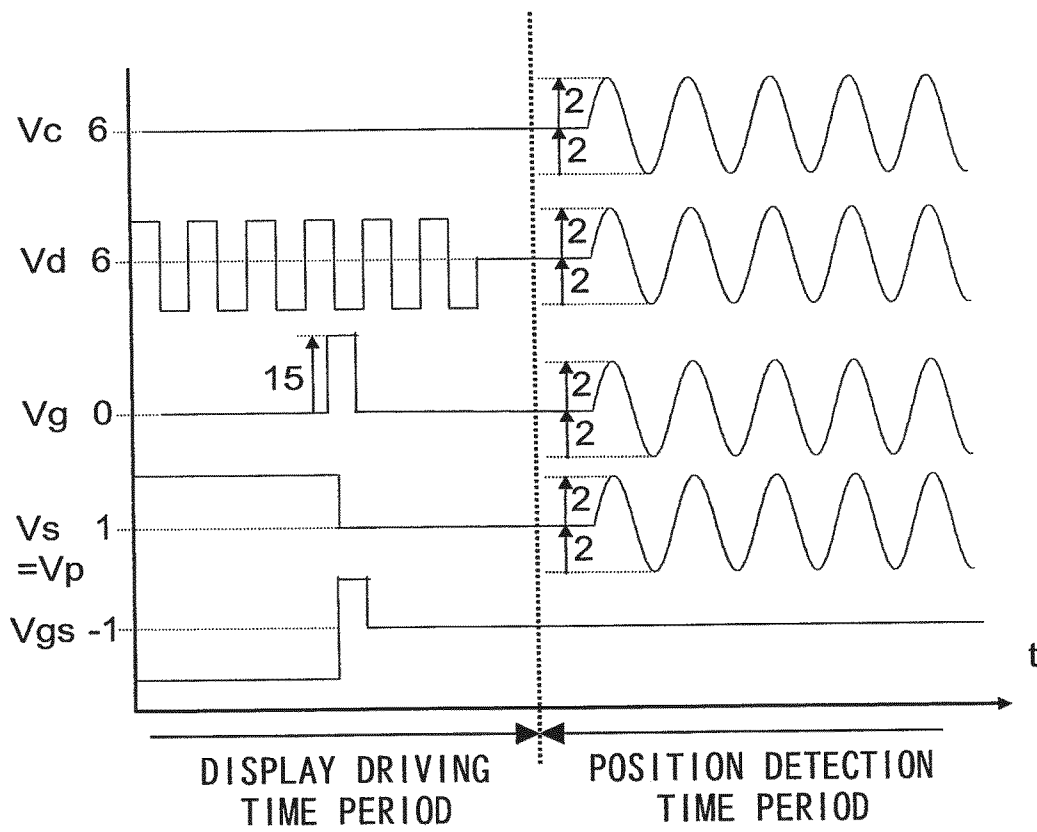 Vc 6
2
2
Vd 6
2
2
15
Vg 0
2
2
Vs 1
=Vp
2
2
Vgs -1
t
DISPLAY DRIVING
TIME PERIOD
POSITION DETECTION
TIME PERIOD